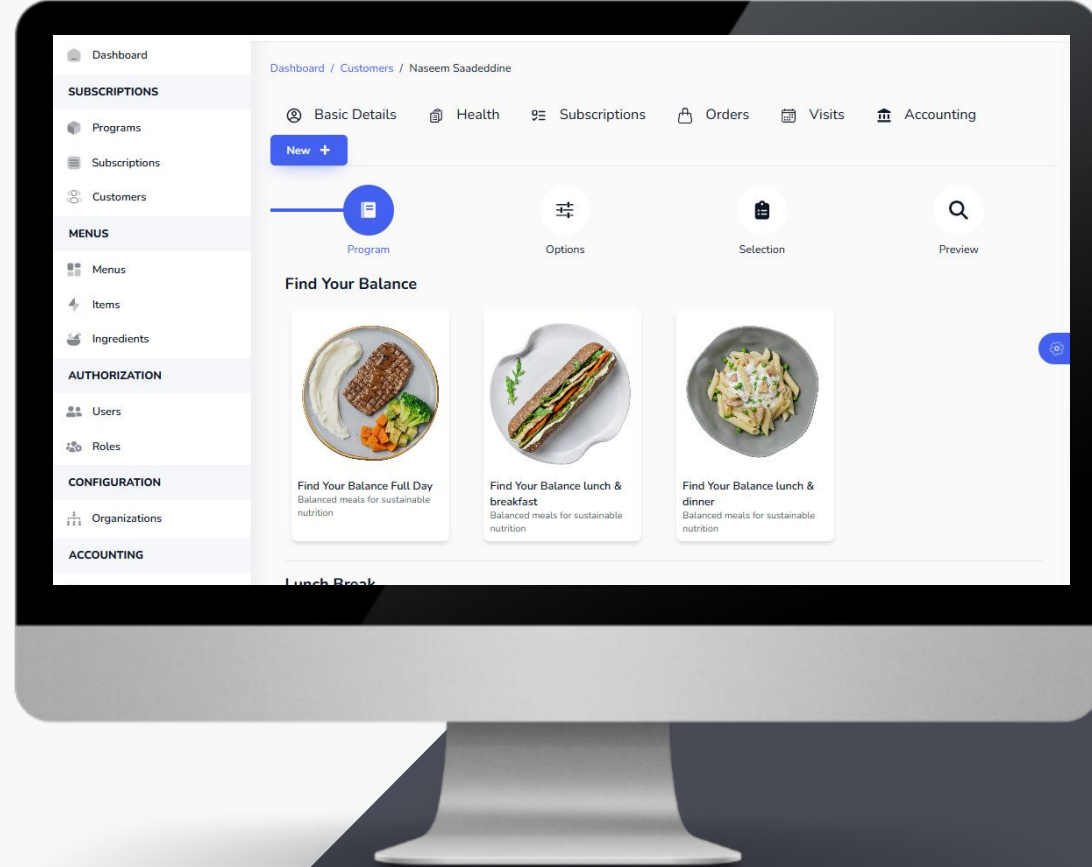 Dashboard
SUBSCRIPTIONS
Programs
Subscriptions
Customers
MENUS
Menus
Items
Ingredients
AUTHORIZATION
Users
Roles
CONFIGURATION
Organizations
ACCOUNTING
Dashboard / Customers / Naseem Saadeddine
Basic Details Health Subscriptions Orders Visits Accounting
New +
Program Options Selection Preview
Find Your Balance
Find Your Balance Full Day
Balanced meals for sustainable
nutrition
Find Your Balance lunch &
breakfast
Balanced meals for sustainable
nutrition
Find Your Balance lunch &
dinner
Balanced meals for sustainable
nutrition
Lunch Break